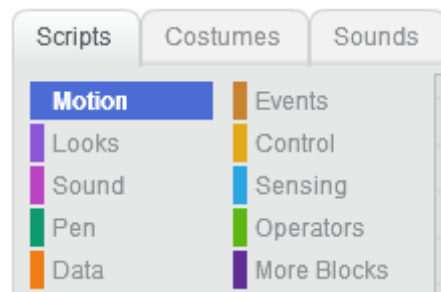 Scripts Costumes Sounds
Motion Events
Looks Control
Sound Sensing
Pen Operators
Data More Blocks